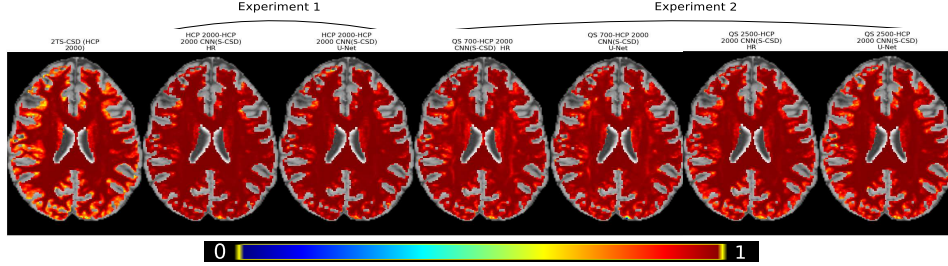 Experiment 1
Experiment 2
2TS-CSD (HCP
2000)
HCP 2000-HCP
2000 CNN(S-CSD)
HR
HCP 2000-HCP
2000 CNN(S-CSD)
U-Net
QS 700-HCP 2000
CNN(S-CSD) HR
QS 700-HCP 2000
CNN(S-CSD)
U-Net
QS 2500-HCP
2000 CNN(S-CSD)
HR
QS 2500-HCP
2000 CNN(S-CSD)
U-Net
0
1